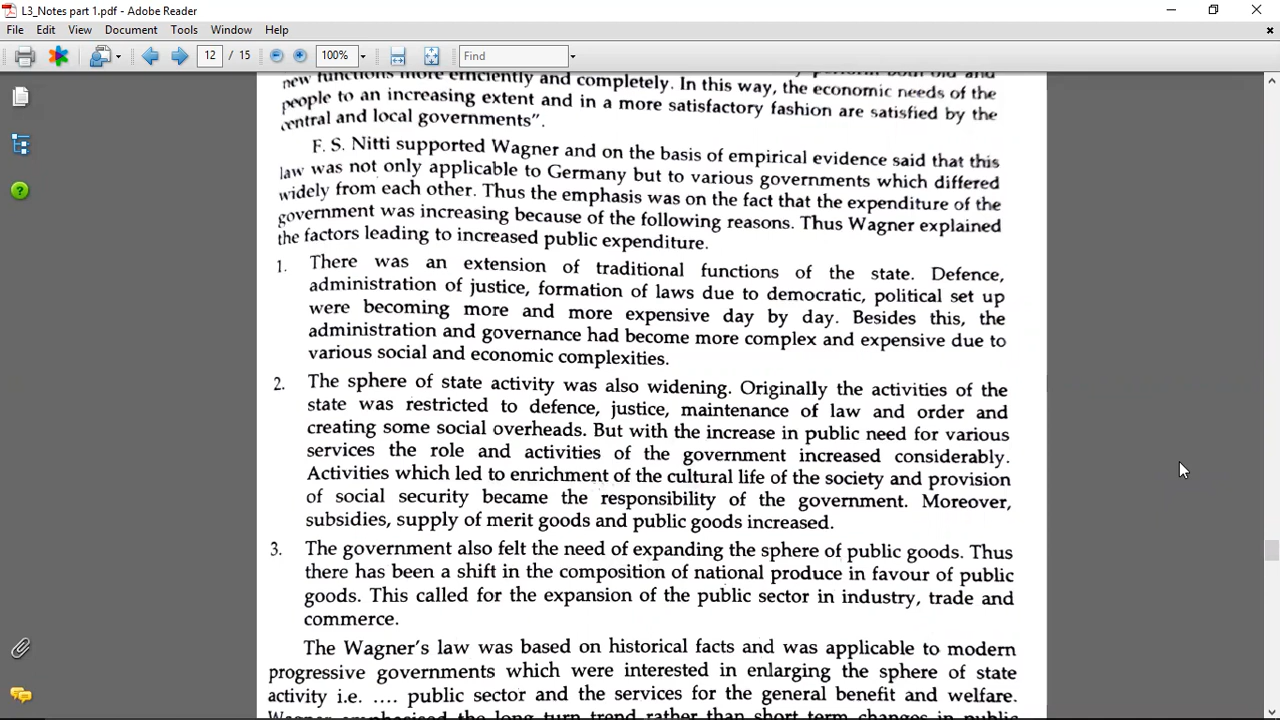 L3_Notes part 1.pdf - Adobe Reader
File Edit View Document Tools Window Help
12 / 15 100% Find
new functions more efficiently and completely. In this way, the economic needs of the
people to an increasing extent and in a more satisfactory fashion are satisfied by the
central and local governments”.
F. S. Nitti supported Wagner and on the basis of empirical evidence said that this
law was not only applicable to Germany but to various governments which differed
widely from each other. Thus the emphasis was on the fact that the expenditure of the
government was increasing because of the following reasons. Thus Wagner explained
the factors leading to increased public expenditure.
1. There was an extension of traditional functions of the state. Defence,
administration of justice, formation of laws due to democratic, political set up
were becoming more and more expensive day by day. Besides this, the
administration and governance had become more complex and expensive due to
various social and economic complexities.
2. The sphere of state activity was also widening. Originally the activities of the
state was restricted to defence, justice, maintenance of law and order and
creating some social overheads. But with the increase in public need for various
services the role and activities of the government increased considerably.
Activities which led to enrichment of the cultural life of the society and provision
of social security became the responsibility of the government. Moreover,
subsidies, supply of merit goods and public goods increased.
3. The government also felt the need of expanding the sphere of public goods. Thus
there has been a shift in the composition of national produce in favour of public
goods. This called for the expansion of the public sector in industry, trade and
commerce.
The Wagner’s law was based on historical facts and was applicable to modern
progressive governments which were interested in enlarging the sphere of state
activity i.e. .... public sector and the services for the general benefit and welfare.
Wagner emphasised the long turn trend rather than short term changes in public